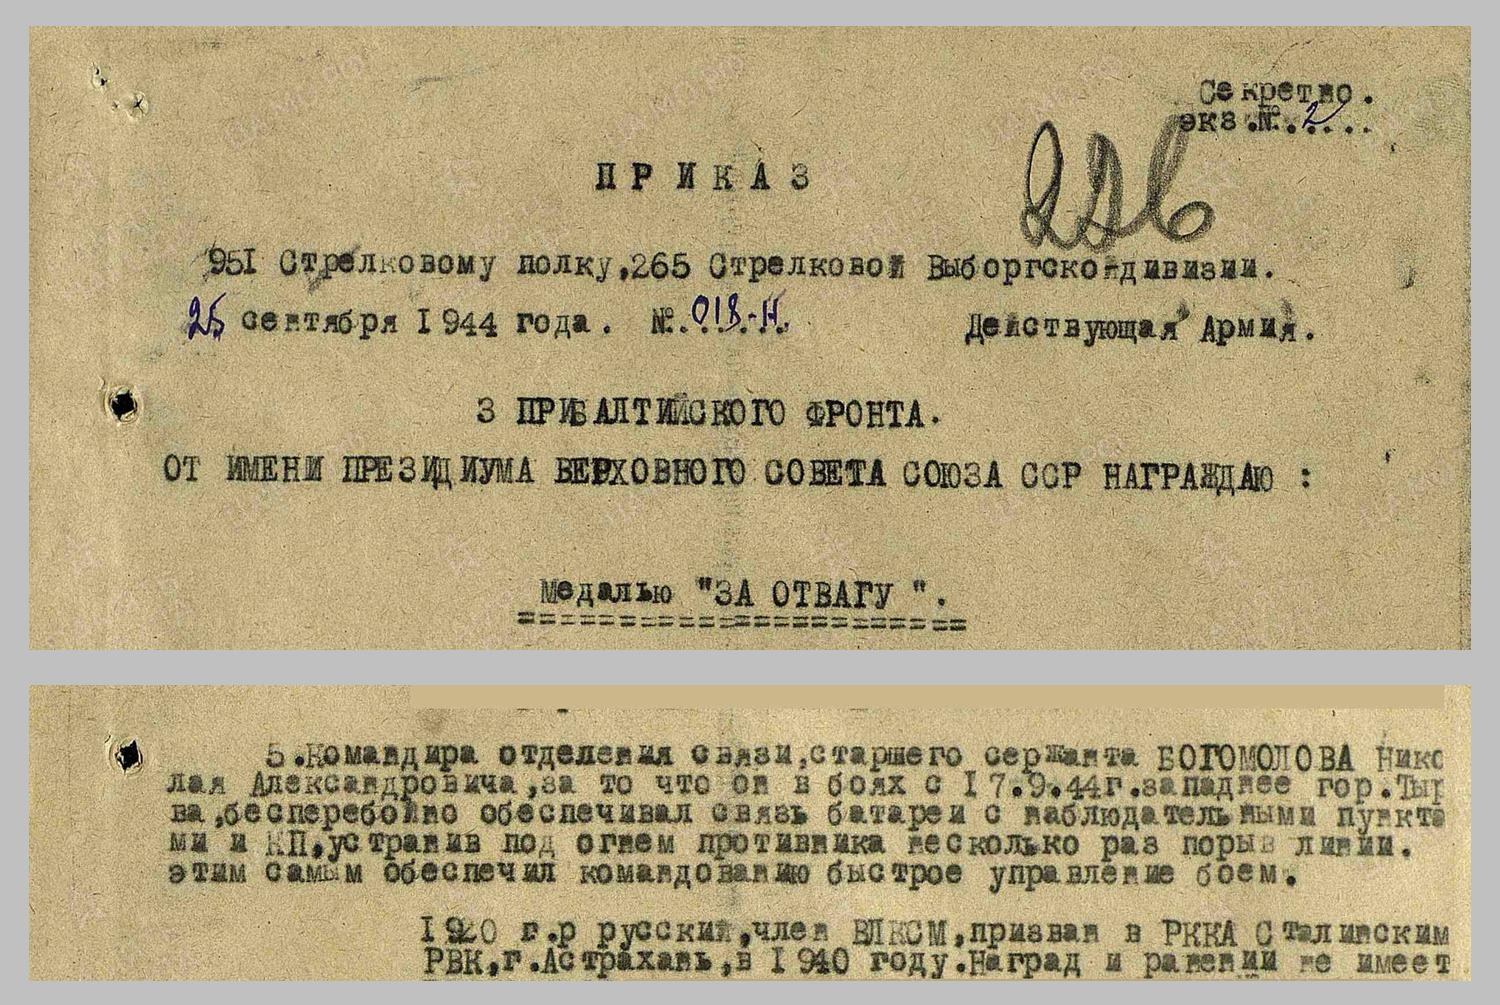 Секретно.
экз.№.2....
226
П Р И К А З
951 Стрелковому полку,265 Стрелковой Выборгской дивизии.
25 сентября 1944 года. №.018-Н. Действующая Армия.
3 ПРИБАЛТИЙСКОГО ФРОНТА.
ОТ ИМЕНИ ПРЕЗИДИУМА ВЕРХОВНОГО СОВЕТА СОЮЗА ССР НАГРАЖДАЮ :
Медалью "ЗА ОТВАГУ ".
5.Командира отделения связи,старшего сержанта БОГОМОЛОВА Нико
лая Александровича,за то что он в боях с 17.9.44г.западнее гор.Тыр
ва,бесперебойно обеспечивал связь батареи с наблюдательными пункта
ми и КП,устранив под огнем противника несколько раз порыв линии.
этим самым обеспечил командованию быстрое управление боем.
1920 г.р русский,член ВЛКСМ,призван в РККА Сталинским
РВК,г.Астрахань,в 1940 году.Наград и ранении не имеет